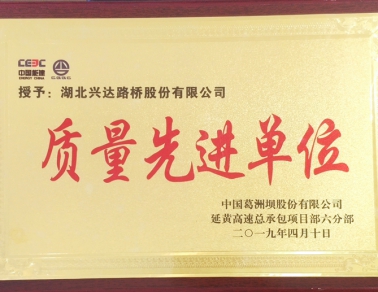 CEEC
中国能建
ENERGY CHINA
授予：湖北兴达路桥股份有限公司
质量先进单位
中国葛洲坝股份有限公司
延黄高速总承包项目部六分部
二〇一九年四月十日